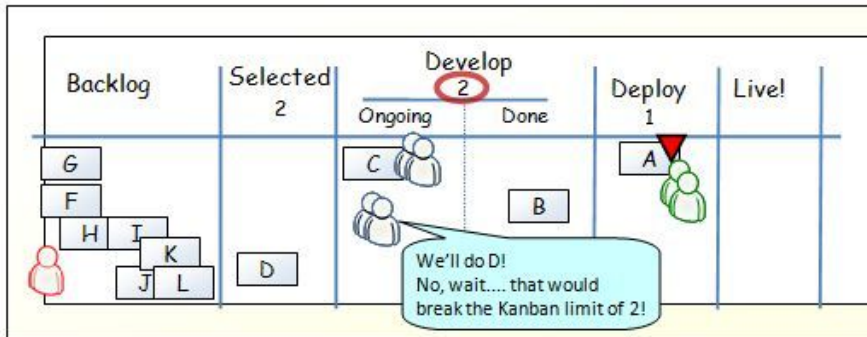 Backlog
Selected
2
Develop
2
Ongoing
Done
Deploy
1
Live!
G
F
H
I
K
J
L
D
C
B
A
We'll do D!
No, wait.... that would
break the Kanban limit of 2!